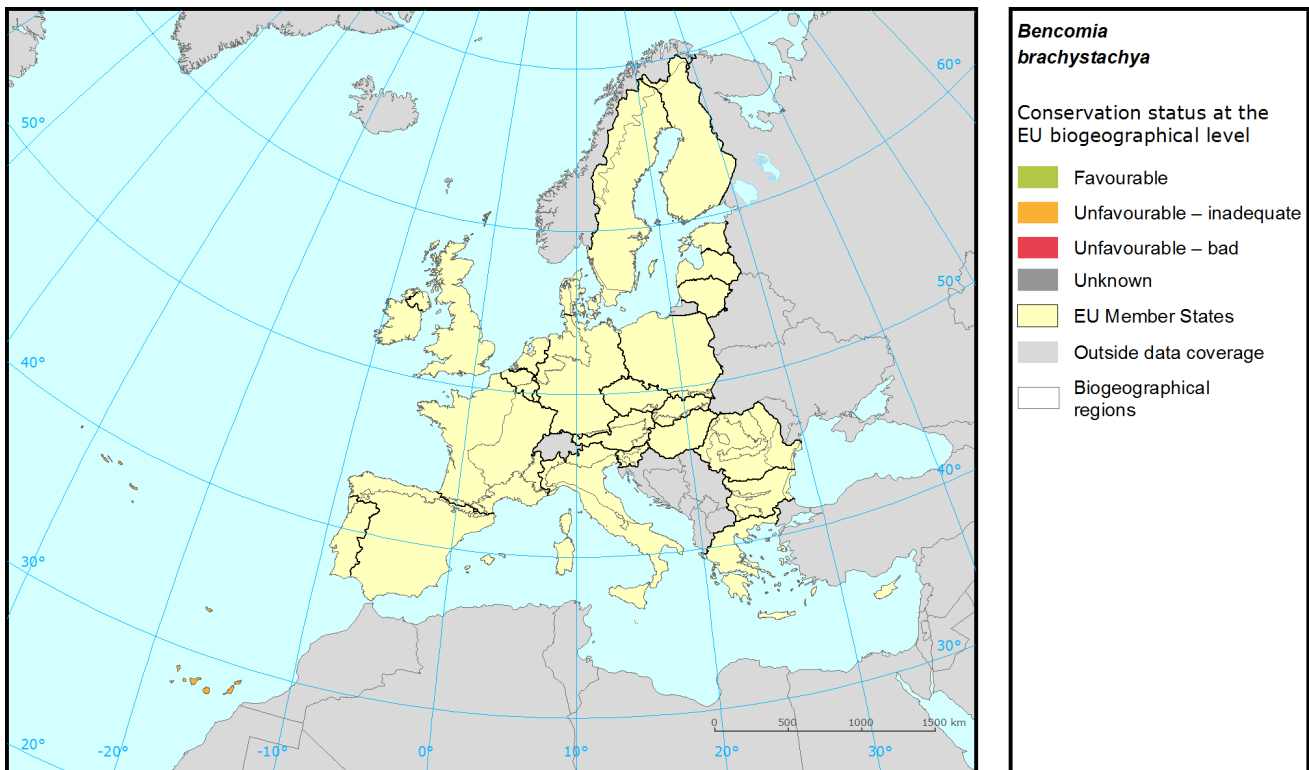 60°
50°
50°
40°
40°
30°
30°
20°
-20°
-10°
0°
10°
20°
30°
0 500 1000 1500 km
Bencomia
brachystachya
Conservation status at the
EU biogeographical level
Favourable
Unfavourable – inadequate
Unfavourable – bad
Unknown
EU Member States
Outside data coverage
Biogeographical
regions